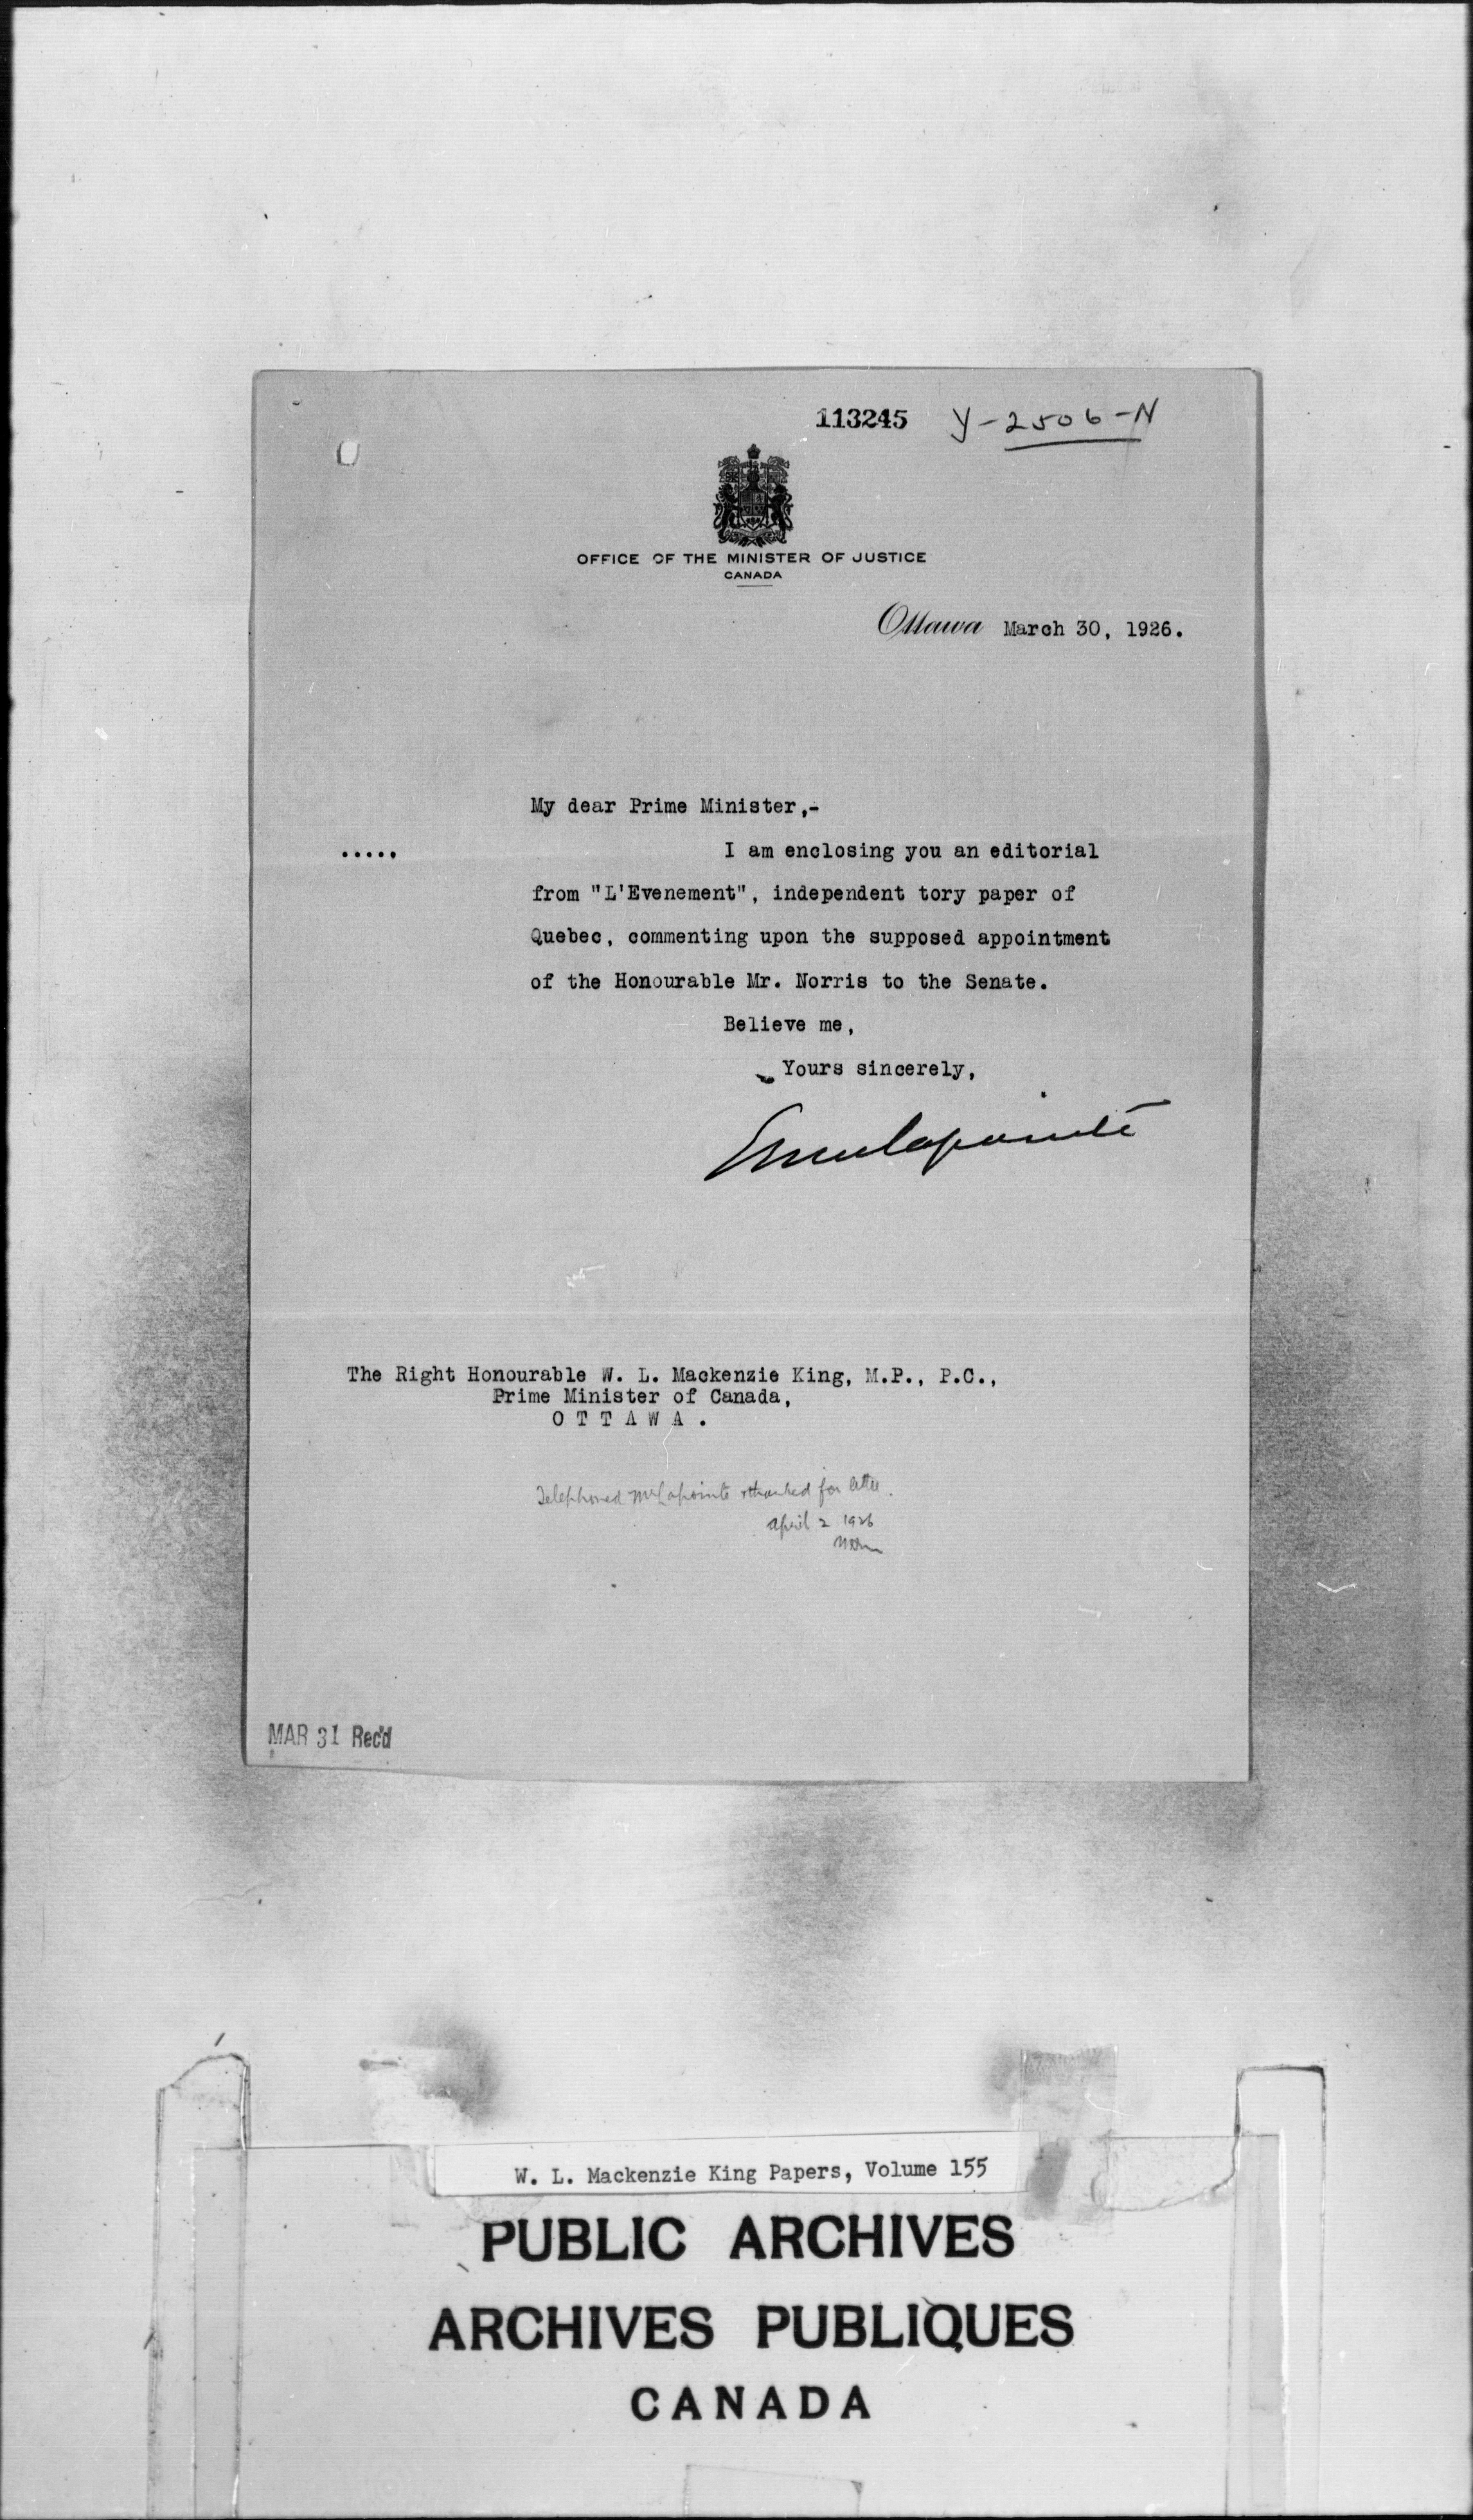 113245 Y-2506-N
OFFICE OF THE MINISTER OF JUSTICE
CANADA
Ottawa March 30, 1926.
My dear Prime Minister,-
..... I am enclosing you an editorial
from "L'Evenement", independent tory paper of
Quebec, commenting upon the supposed appointment
of the Honourable Mr. Norris to the Senate.
Believe me,
Yours sincerely,
Ernest Lapointe
The Right Honourable W. L. Mackenzie King, M.P., P.C.,
Prime Minister of Canada,
O T T A W A .
Telephoned Mr Lapointe & thanked for letter.
April 2 1926
MAR 31 Rec'd
W. L. Mackenzie King Papers, Volume 155
PUBLIC ARCHIVES
ARCHIVES PUBLIQUES
CANADA